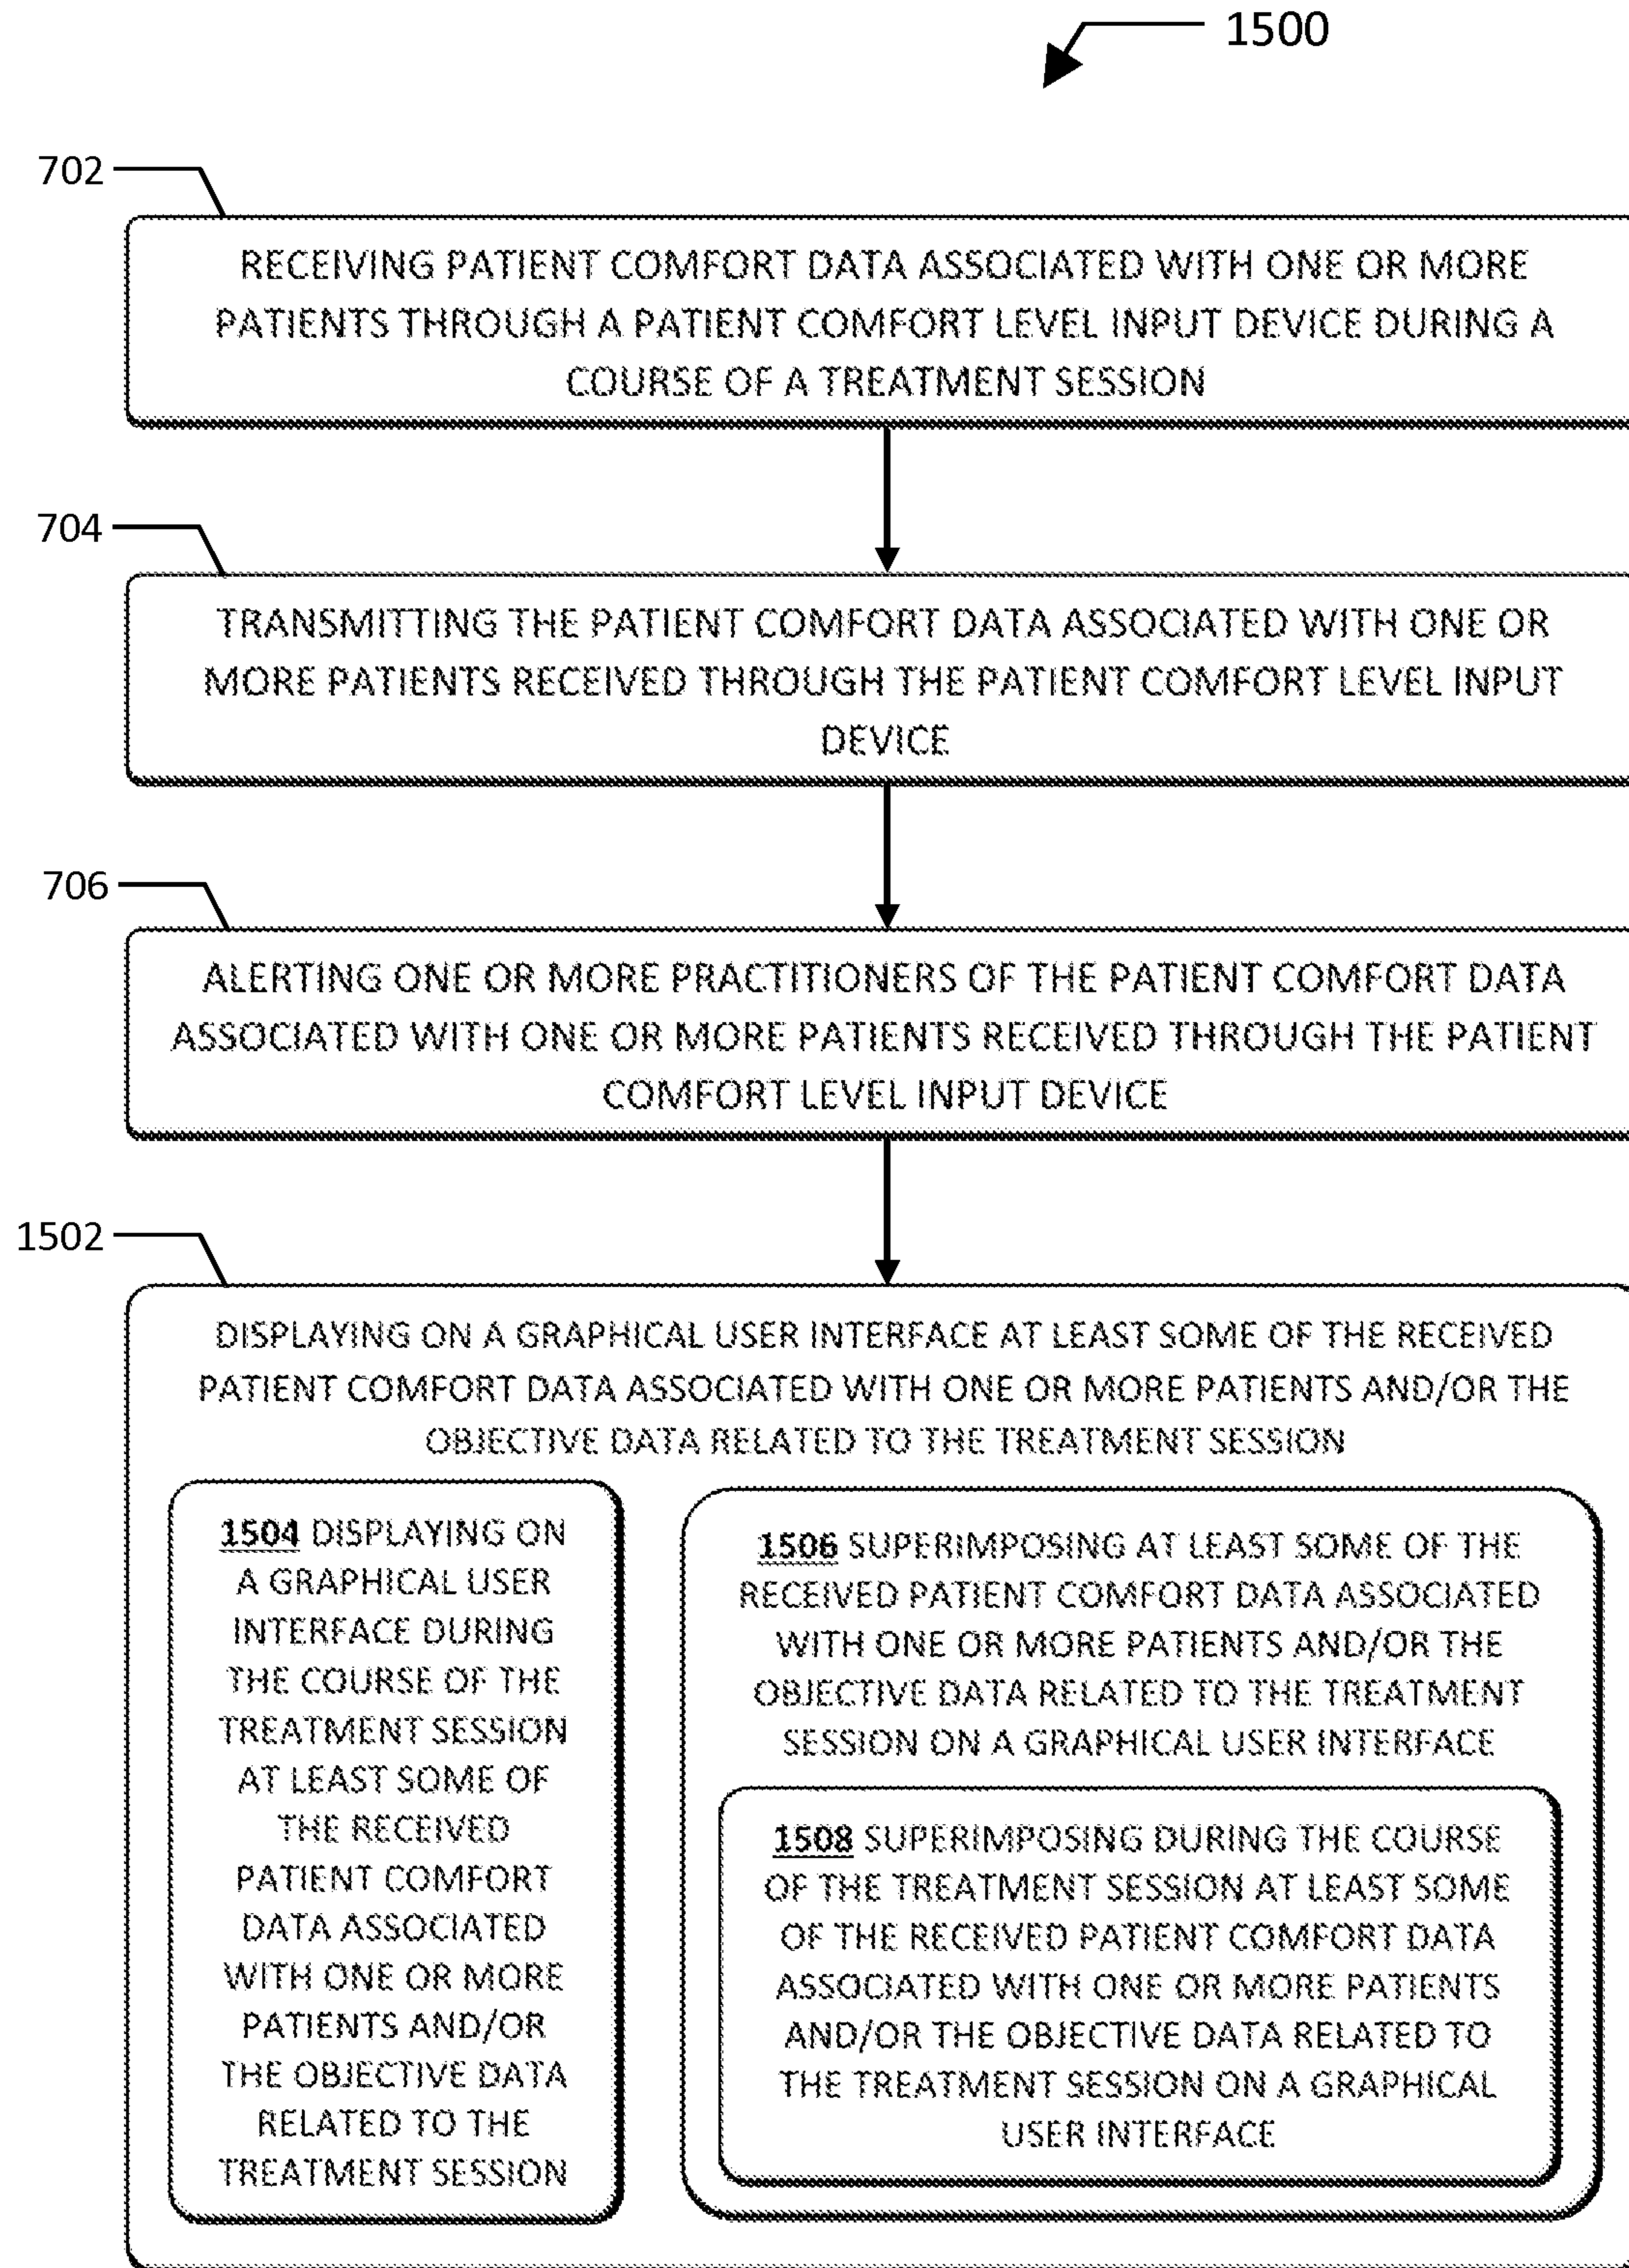 1500
702
RECEIVING PATIENT COMFORT DATA ASSOCIATED WITH ONE OR MORE
PATIENTS THROUGH A PATIENT COMFORT LEVEL INPUT DEVICE DURING A
COURSE OF A TREATMENT SESSION
704
TRANSMITTING THE PATIENT COMFORT DATA ASSOCIATED WITH ONE OR
MORE PATIENTS RECEIVED THROUGH THE PATIENT COMFORT LEVEL INPUT
DEVICE
706
ALERTING ONE OR MORE PRACTITIONERS OF THE PATIENT COMFORT DATA
ASSOCIATED WITH ONE OR MORE PATIENTS RECEIVED THROUGH THE PATIENT
COMFORT LEVEL INPUT DEVICE
1502
DISPLAYING ON A GRAPHICAL USER INTERFACE AT LEAST SOME OF THE RECEIVED
PATIENT COMFORT DATA ASSOCIATED WITH ONE OR MORE PATIENTS AND/OR THE
OBJECTIVE DATA RELATED TO THE TREATMENT SESSION
1504 DISPLAYING ON
A GRAPHICAL USER
INTERFACE DURING
THE COURSE OF THE
TREATMENT SESSION
AT LEAST SOME OF
THE RECEIVED
PATIENT COMFORT
DATA ASSOCIATED
WITH ONE OR MORE
PATIENTS AND/OR
THE OBJECTIVE DATA
RELATED TO THE
TREATMENT SESSION
1506 SUPERIMPOSING AT LEAST SOME OF THE
RECEIVED PATIENT COMFORT DATA ASSOCIATED
WITH ONE OR MORE PATIENTS AND/OR THE
OBJECTIVE DATA RELATED TO THE TREATMENT
SESSION ON A GRAPHICAL USER INTERFACE
1508 SUPERIMPOSING DURING THE COURSE
OF THE TREATMENT SESSION AT LEAST SOME
OF THE RECEIVED PATIENT COMFORT DATA
ASSOCIATED WITH ONE OR MORE PATIENTS
AND/OR THE OBJECTIVE DATA RELATED TO
THE TREATMENT SESSION ON A GRAPHICAL
USER INTERFACE